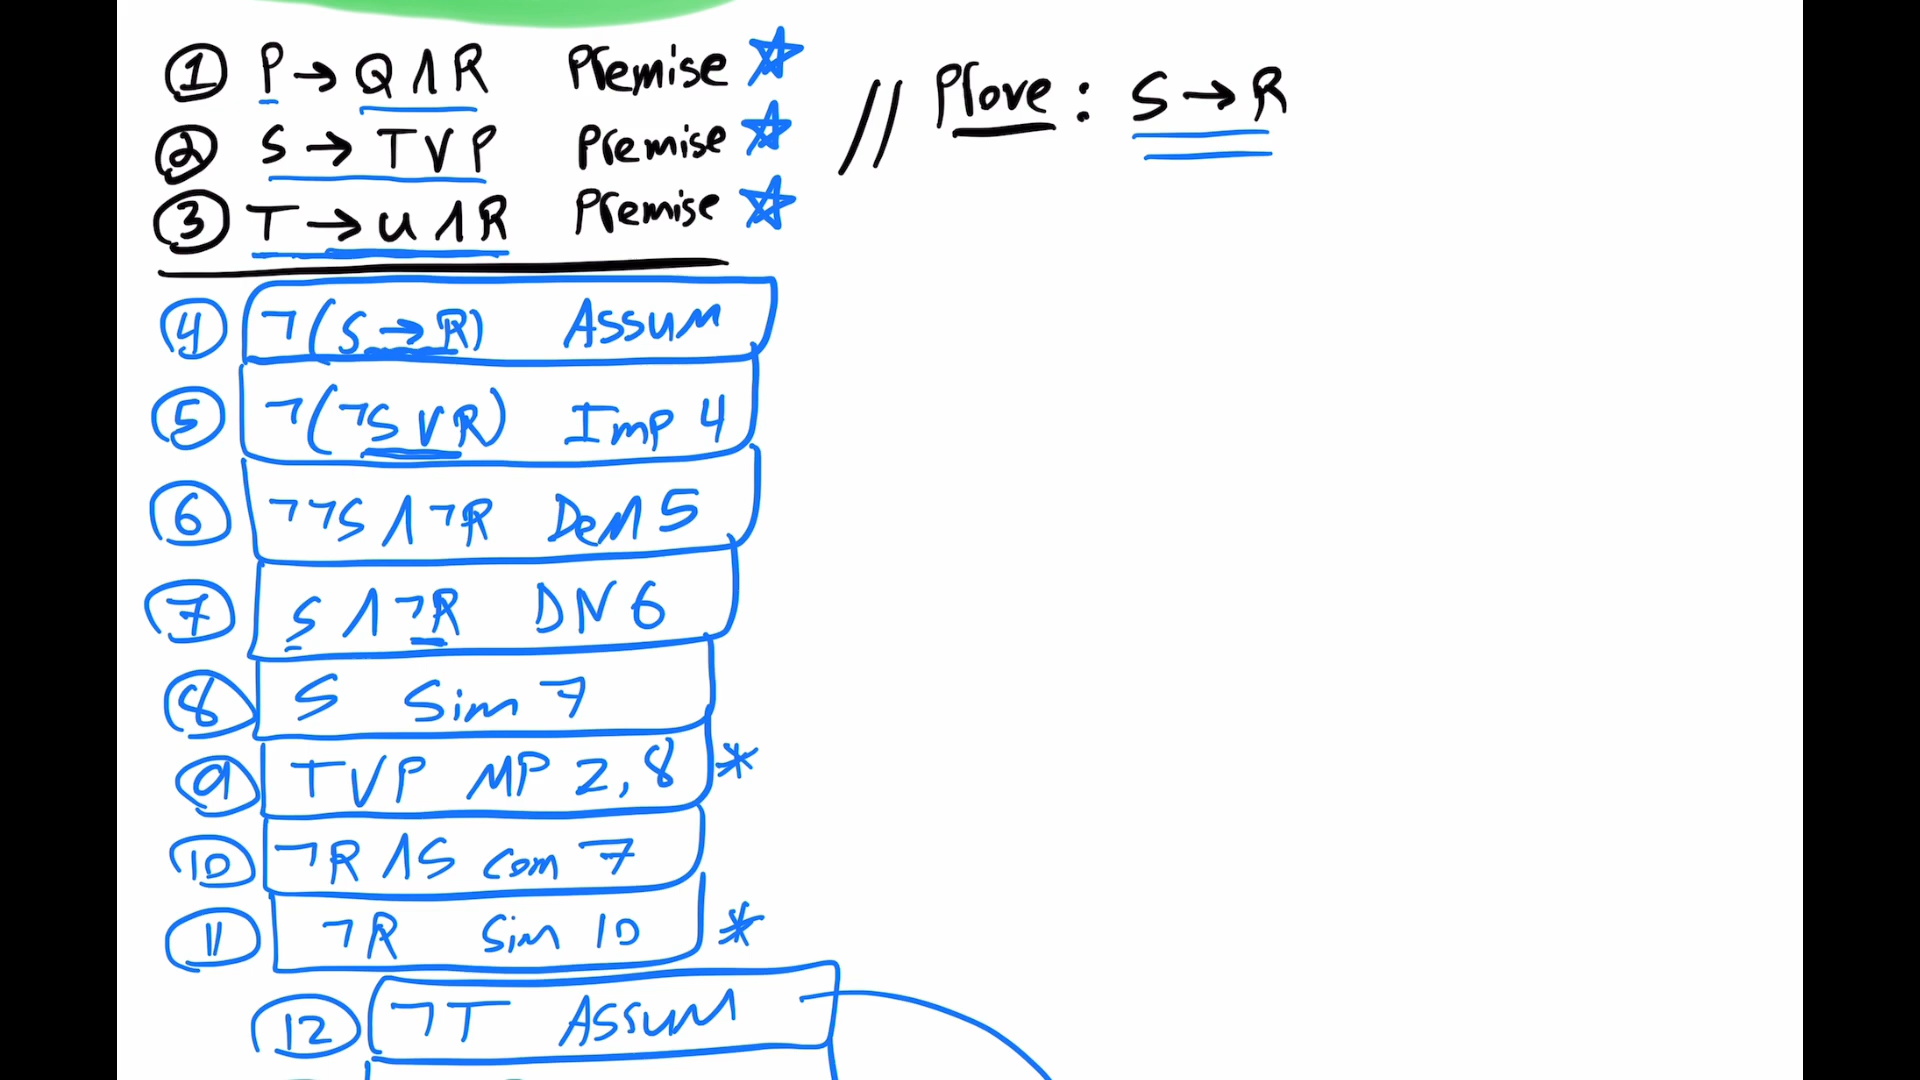 ① P → Q ∧ R Premise ☆ // Prove: S → R
② S → T ∨ P Premise ☆
③ T → U ∧ R Premise ☆
④ ¬(S → R) Assum
⑤ ¬(¬S ∨ R) Imp 4
⑥ ¬¬S ∧ ¬R DeM 5
⑦ S ∧ ¬R DN 6
⑧ S Sim 7
⑨ T ∨ P MP 2, 8 *
⑩ ¬R ∧ S Com 7
⑪ ¬R Sim 10 *
⑫ ¬T Assum